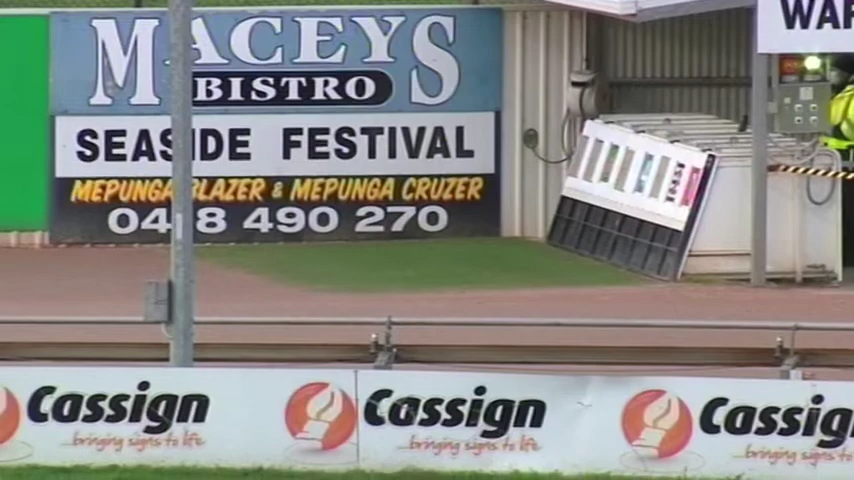 MACEYS
BISTRO
SEASIDE FESTIVAL
MEPUNGA BLAZER & MEPUNGA CRUZER
0418 490 270
WAR
Cassign
bringing signs to life
Cassign
bringing signs to life
Cassign
bringing signs to